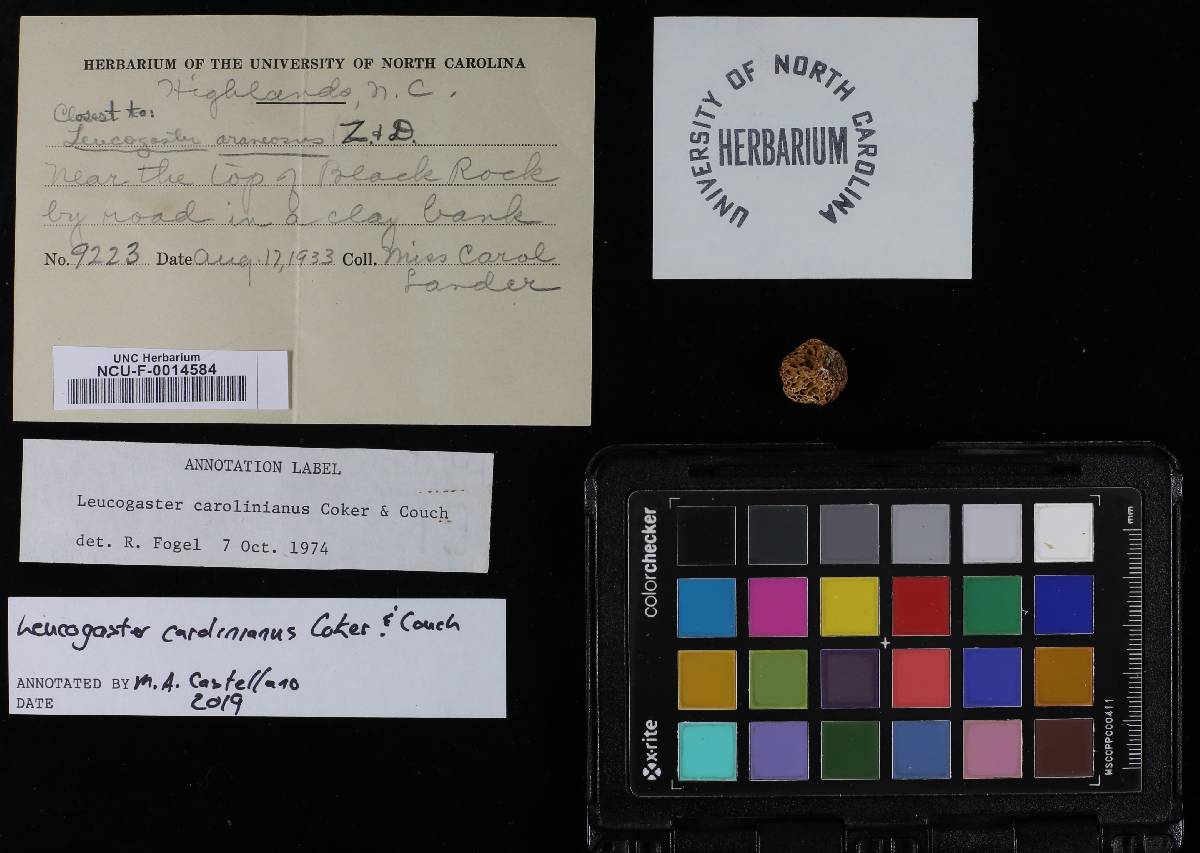 HERBARIUM OF THE UNIVERSITY OF NORTH CAROLINA
Highlands, N.C.
Closest to:
Leucogaster araneosus Z. & D.
Near the top of Black Rock
by road in a clay bank
No. 9223 Date Aug 17, 1933 Coll. Miss Carol
Lander
UNC Herbarium
NCU-F-0014584
ANNOTATION LABEL
Leucogaster carolinianus Coker & Couch
det. R. Fogel 7 Oct. 1974
Leucogaster carolinianus Coker & Couch
ANNOTATED BY M.A. Castellano
DATE 2019
UNIVERSITY OF NORTH CAROLINA
HERBARIUM
colorchecker
x-rite
mm
MSCCPPCC0411